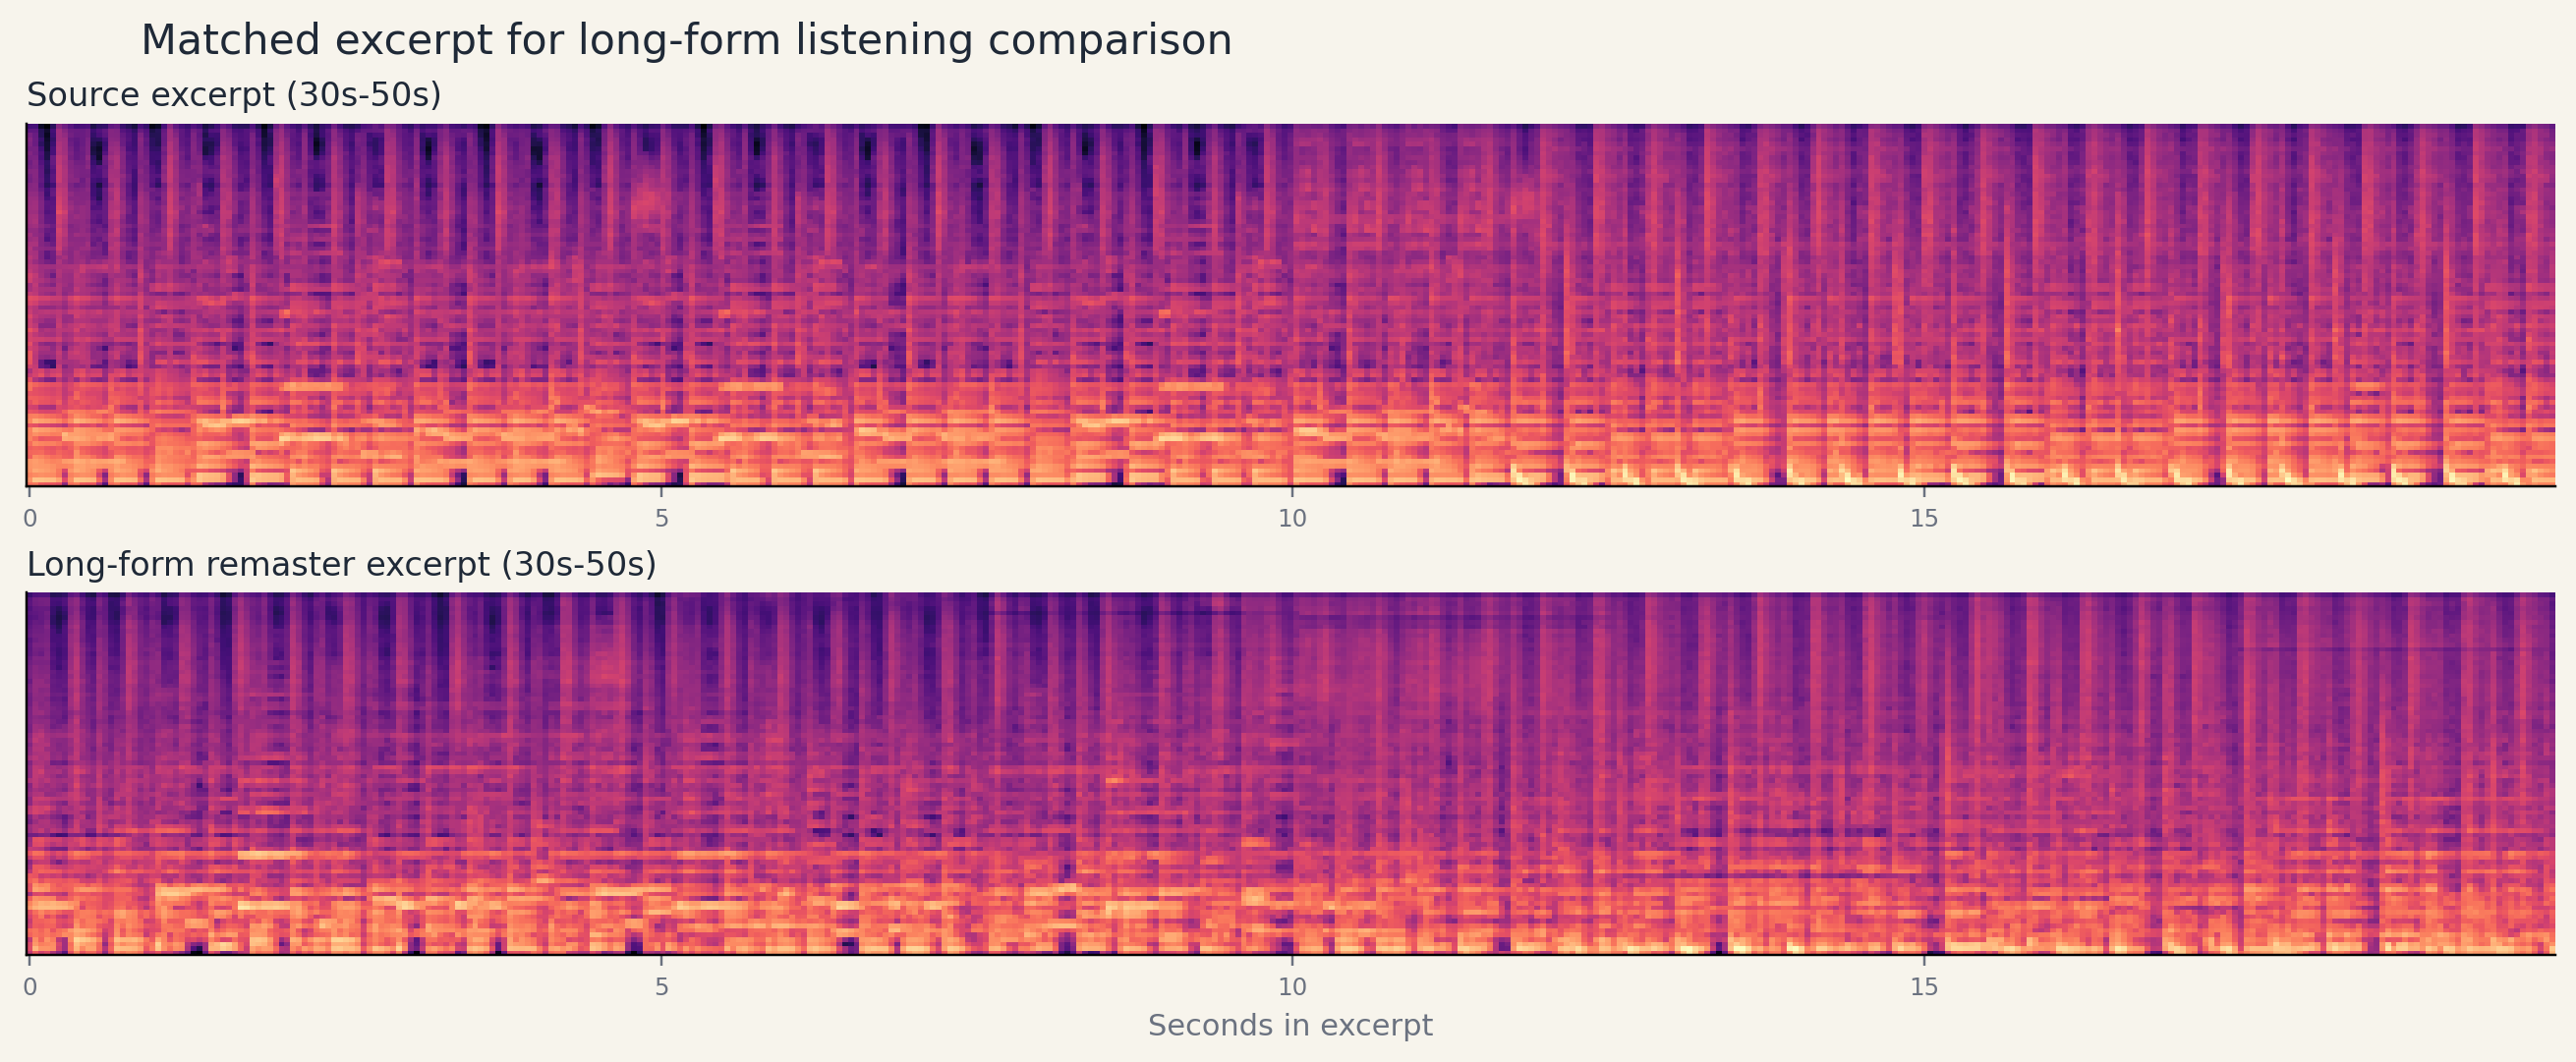 Matched excerpt for long-form listening comparison
Source excerpt (30s-50s)
0 5 10 15
Long-form remaster excerpt (30s-50s)
0 5 10 15
Seconds in excerpt